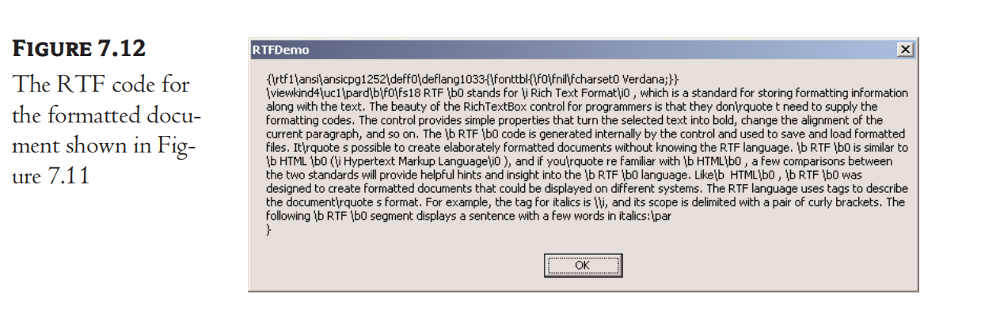 FIGURE 7.12
The RTF code for
the formatted docu-
ment shown in Fig-
ure 7.11
RTFDemo
{\rtf1\ansi\ansicpg1252\deff0\deflang1033{\fonttbl{\f0\fnil\fcharset0 Verdana;}}
\viewkind4\uc1\pard\b\f0\fs18 RTF \b0 stands for \i Rich Text Format\i0 , which is a standard for storing formatting information
along with the text. The beauty of the RichTextBox control for programmers is that they don\rquote t need to supply the
formatting codes. The control provides simple properties that turn the selected text into bold, change the alignment of the
current paragraph, and so on. The \b RTF \b0 code is generated internally by the control and used to save and load formatted
files. It\rquote s possible to create elaborately formatted documents without knowing the RTF language. \b RTF \b0 is similar to
\b HTML \b0 (\i Hypertext Markup Language\i0 ), and if you\rquote re familiar with \b HTML\b0 , a few comparisons between
the two standards will provide helpful hints and insight into the \b RTF \b0 language. Like\b  HTML\b0 , \b RTF \b0 was
designed to create formatted documents that could be displayed on different systems. The RTF language uses tags to describe
the document\rquote s format. For example, the tag for italics is \\i, and its scope is delimited with a pair of curly brackets. The
following \b RTF \b0 segment displays a sentence with a few words in italics:\par
}
OK